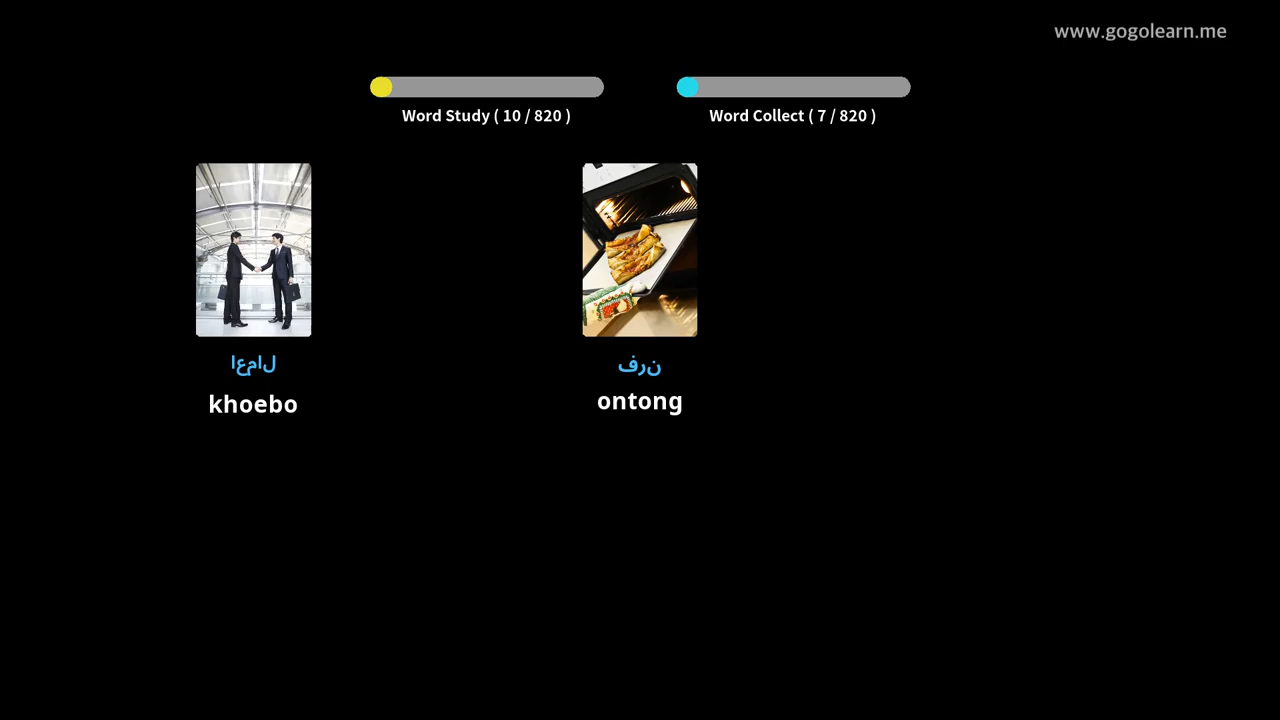 www.gogolearn.me
Word Study ( 10 / 820 )
Word Collect ( 7 / 820 )
اعمال
فرن
khoebo
ontong